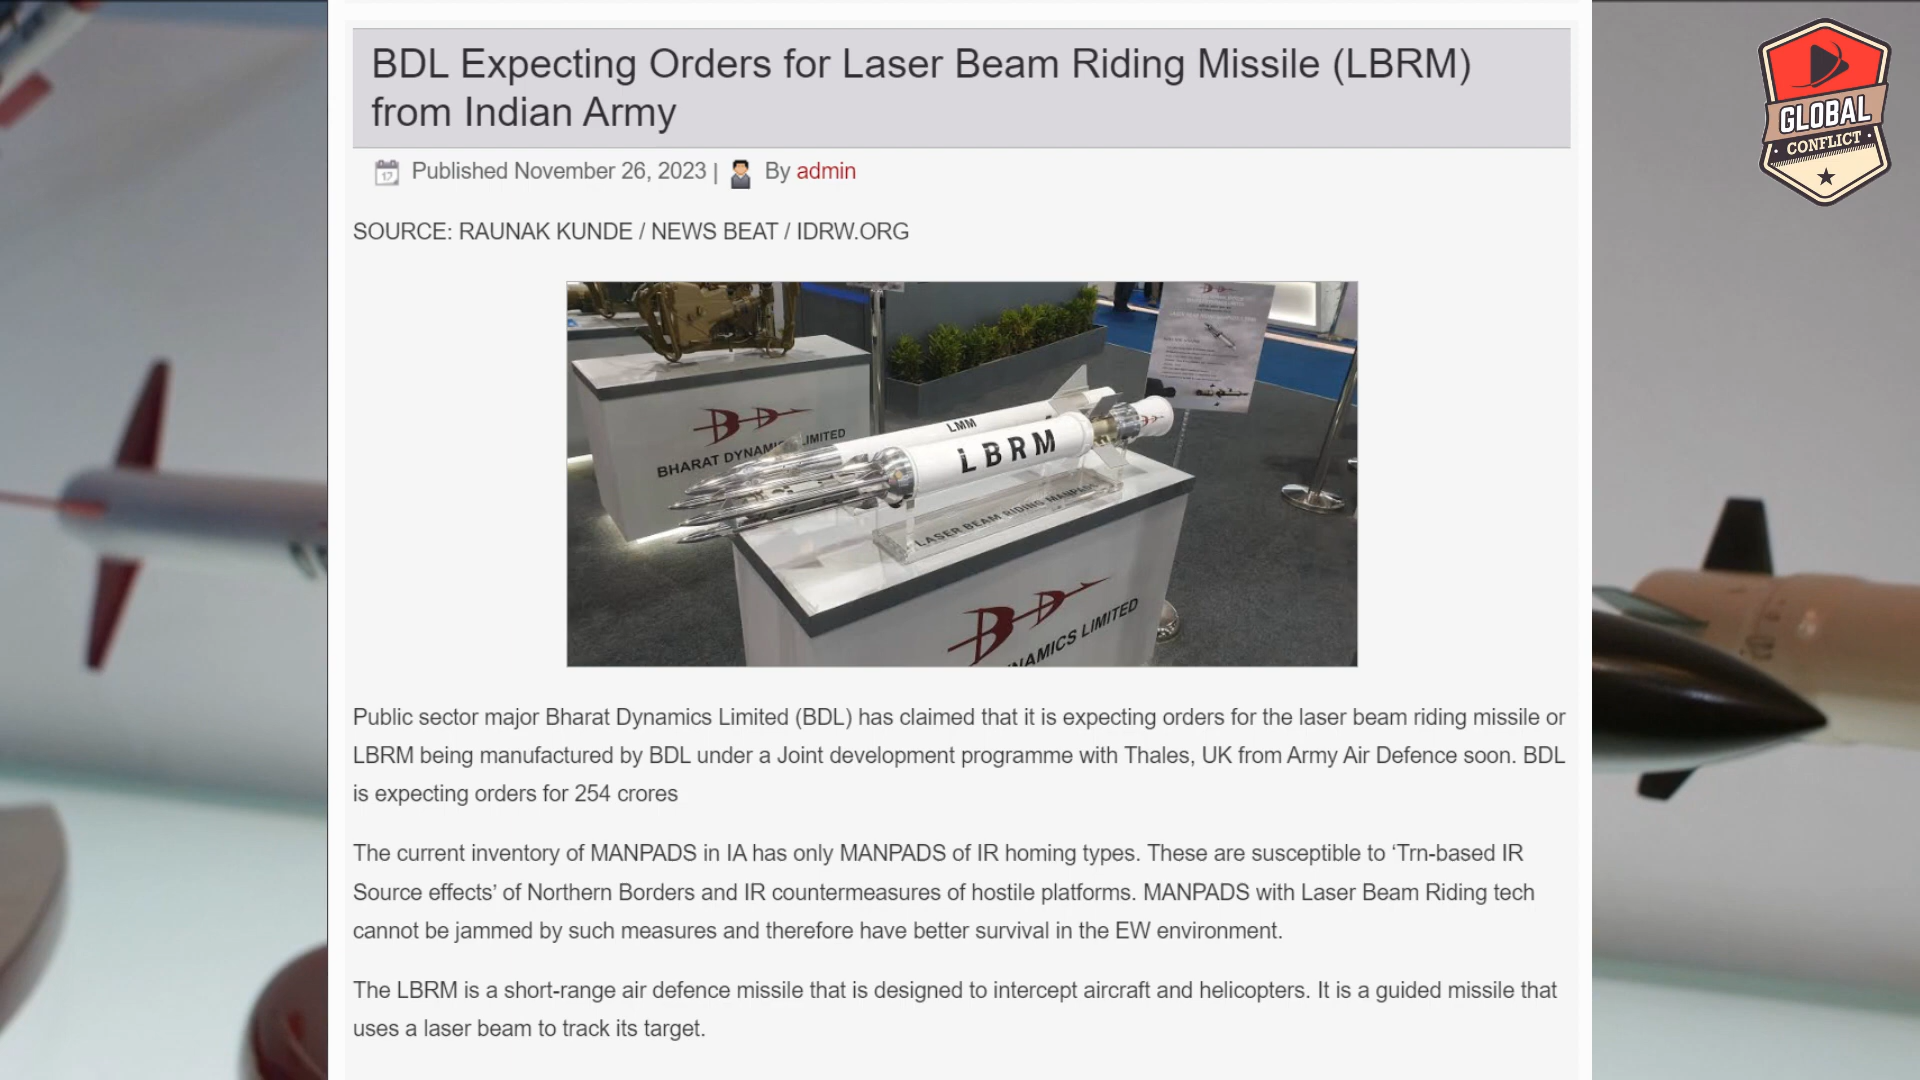 BDL Expecting Orders for Laser Beam Riding Missile (LBRM)
from Indian Army
GLOBAL
CONFLICT
17
Published November 26, 2023 | By admin
SOURCE: RAUNAK KUNDE / NEWS BEAT / IDRW.ORG
BHARAT DYNAMICS LIMITED
LMM
LBRM
LASER BEAM RIDING MANPADS
DYNAMICS LIMITED
Public sector major Bharat Dynamics Limited (BDL) has claimed that it is expecting orders for the laser beam riding missile or
LBRM being manufactured by BDL under a Joint development programme with Thales, UK from Army Air Defence soon. BDL
is expecting orders for 254 crores
The current inventory of MANPADS in IA has only MANPADS of IR homing types. These are susceptible to ‘Trn-based IR
Source effects’ of Northern Borders and IR countermeasures of hostile platforms. MANPADS with Laser Beam Riding tech
cannot be jammed by such measures and therefore have better survival in the EW environment.
The LBRM is a short-range air defence missile that is designed to intercept aircraft and helicopters. It is a guided missile that
uses a laser beam to track its target.